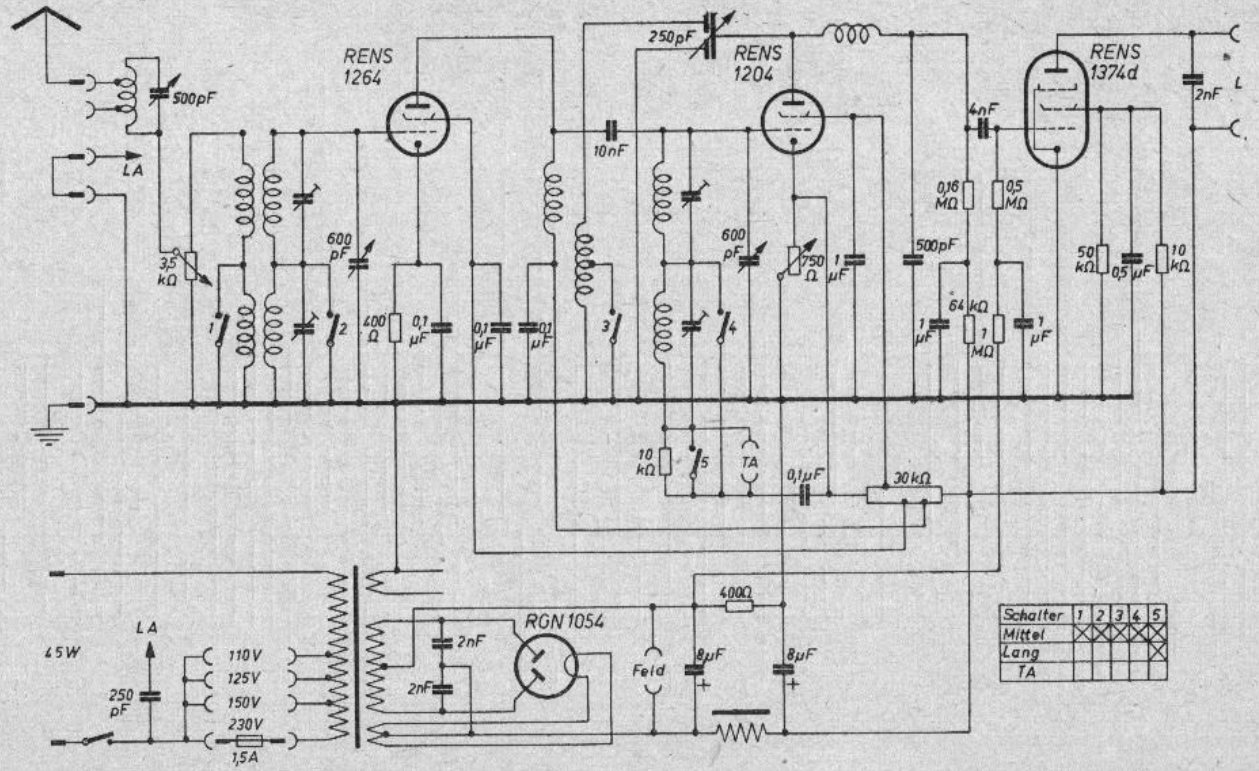 500pF
LA
3,5 kΩ
1
2
600 pF
RENS 1264
400 Ω
0,1 µF
0,1 µF
0,1 µF
10nF
250pF
RENS 1204
3
4
600 pF
750 Ω
1 µF
500pF
4nF
0,16 MΩ
0,5 MΩ
1 µF
64 kΩ
1 MΩ
1 µF
RENS 1374d
50 kΩ
0,5 µF
10 kΩ
2nF
L
10 kΩ
5
TA
0,1µF
30kΩ
45W
LA
250 pF
110V
125V
150V
230V
1,5A
2nF
2nF
RGN 1054
Feld
400Ω
8µF
+
8µF
+
Schalter 1 2 3 4 5
Mittel
Lang
TA